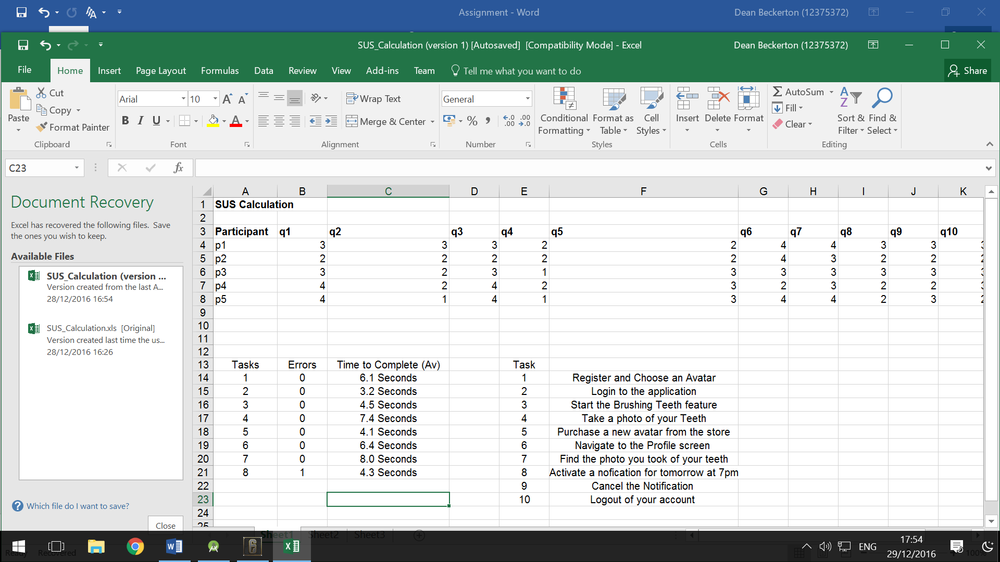 Assignment - Word
Dean Beckerton (12375372)
SUS_Calculation (version 1) [Autosaved] [Compatibility Mode] - Excel
Dean Beckerton (12375372)
File Home Insert Page Layout Formulas Data Review View Add-ins Team Tell me what you want to do Share
Paste
Cut
Copy
Format Painter
Clipboard
Arial 10
B I U
Font
Wrap Text
Merge & Center
Alignment
General
Number
Conditional Formatting
Format as Table
Cell Styles
Styles
Insert Delete Format
Cells
AutoSum
Fill
Clear
Sort & Filter
Find & Select
Editing
C23
fx
Document Recovery
Excel has recovered the following files. Save
the ones you wish to keep.
Available Files
SUS_Calculation (version ...
Version created from the last A...
28/12/2016 16:54
SUS_Calculation.xls [Original]
Version created last time the us...
28/12/2016 16:26
Which file do I want to save?
Close
A B C D E F G H I J K
1 SUS Calculation
2
3 Participant q1 q2 q3 q4 q5 q6 q7 q8 q9 q10
4 p1 3 3 3 2 2 4 4 3 3
5 p2 2 2 2 2 2 4 3 2 2
6 p3 3 2 3 1 3 3 3 3 3
7 p4 4 2 4 2 3 2 3 2 2
8 p5 4 1 4 1 3 4 4 2 3
9
10
11
12
13 Tasks Errors Time to Complete (Av) Task
14 1 0 6.1 Seconds 1 Register and Choose an Avatar
15 2 0 3.2 Seconds 2 Login to the application
16 3 0 4.5 Seconds 3 Start the Brushing Teeth feature
17 4 0 7.4 Seconds 4 Take a photo of your Teeth
18 5 0 4.1 Seconds 5 Purchase a new avatar from the store
19 6 0 6.4 Seconds 6 Navigate to the Profile screen
20 7 0 8.0 Seconds 7 Find the photo you took of your teeth
21 8 1 4.3 Seconds 8 Activate a nofication for tomorrow at 7pm
22 9 Cancel the Notification
23 10 Logout of your account
24
25
Sheet1 Sheet2 Sheet3
Ready Recovered
100%
ENG
17:54
29/12/2016